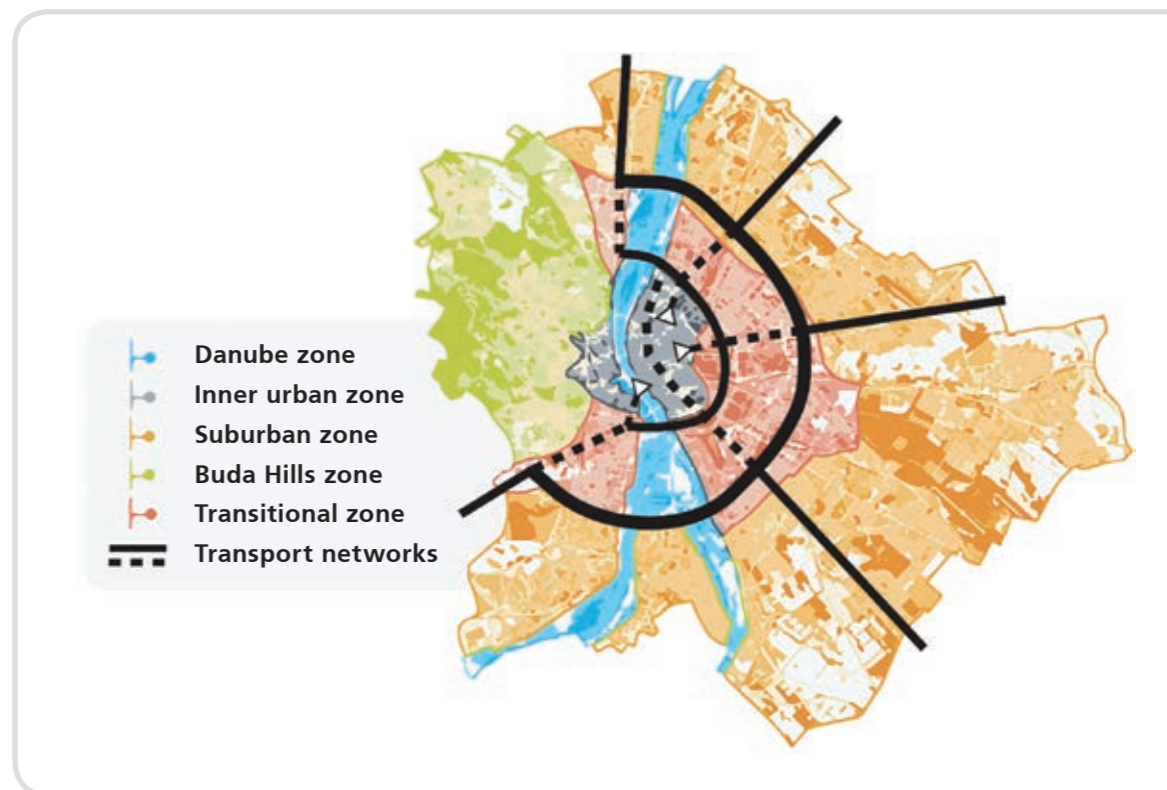 Danube zone
Inner urban zone
Suburban zone
Buda Hills zone
Transitional zone
Transport networks